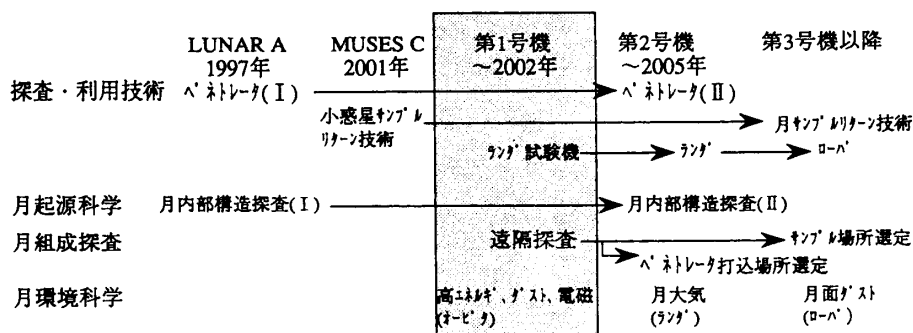 LUNAR A MUSES C 第1号機 第2号機 第3号機以降
1997年 2001年 ～2002年 ～2005年
探査・利用技術 ﾍﾟﾈﾄﾚｰﾀ(Ⅰ) ﾍﾟﾈﾄﾚｰﾀ(Ⅱ)
小惑星ｻﾝﾌﾟﾙ
ﾘﾀｰﾝ技術 月ｻﾝﾌﾟﾙﾘﾀｰﾝ技術
ﾗﾝﾀﾞ試験機 ﾗﾝﾀﾞ ﾛｰﾊﾞ
月起源科学 月内部構造探査(Ⅰ) 月内部構造探査(Ⅱ)
月組成探査 遠隔探査 ｻﾝﾌﾟﾙ場所選定
ﾍﾟﾈﾄﾚｰﾀ打込場所選定
月環境科学 高ｴﾈﾙｷﾞ、ﾀﾞｽﾄ、電磁 月大気 月面ﾀﾞｽﾄ
(ｵｰﾋﾞﾀ) (ﾗﾝﾀﾞ) (ﾛｰﾊﾞ)